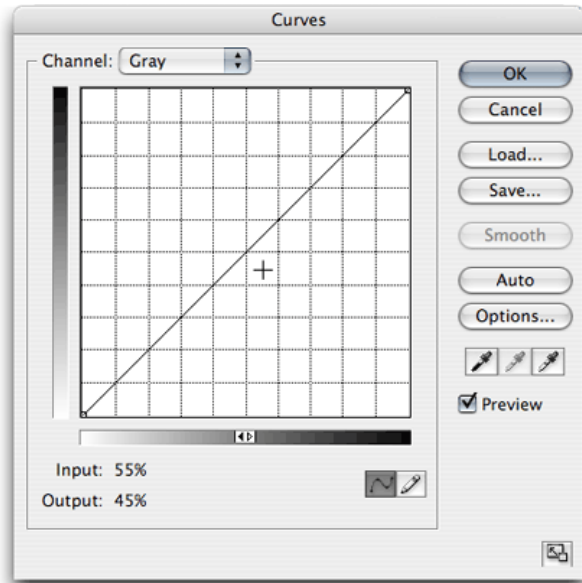 Curves
Channel: Gray
OK
Cancel
Load...
Save...
Smooth
Auto
Options...
Preview
Input: 55%
Output: 45%